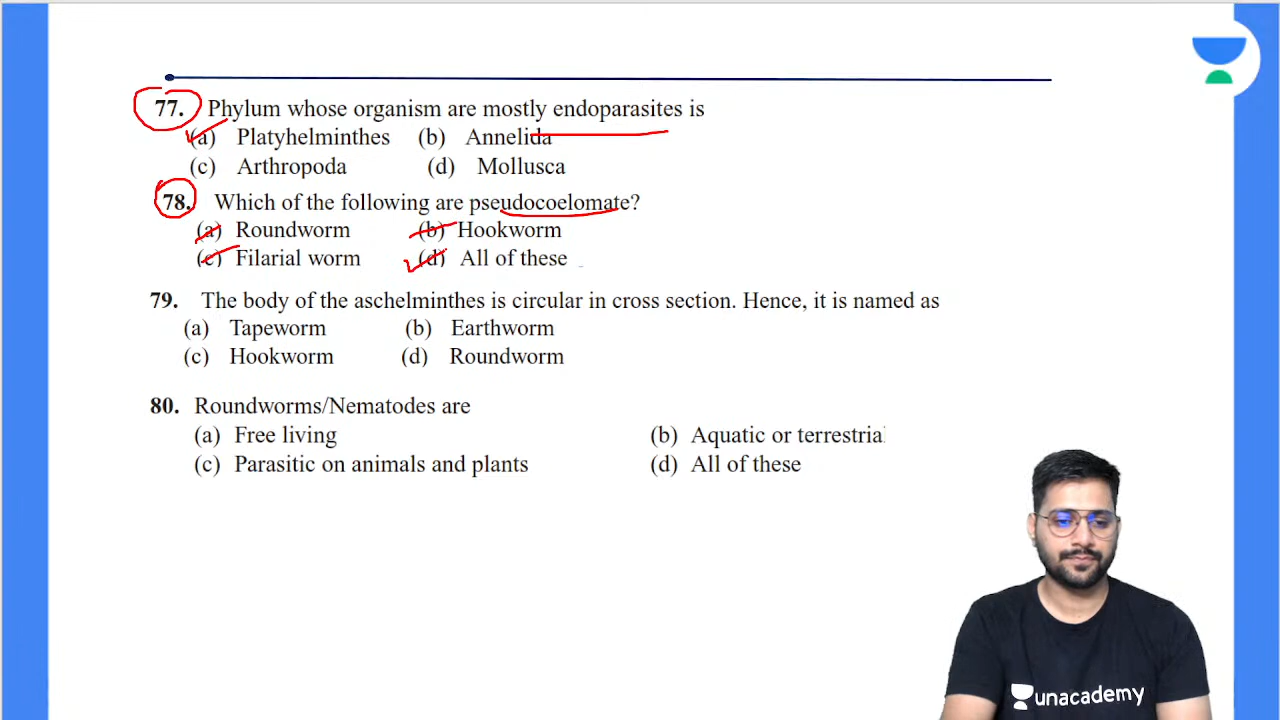 77. Phylum whose organism are mostly endoparasites is
(a) Platyhelminthes (b) Annelida
(c) Arthropoda (d) Mollusca
78. Which of the following are pseudocoelomate?
(a) Roundworm (b) Hookworm
(c) Filarial worm (d) All of these
79. The body of the aschelminthes is circular in cross section. Hence, it is named as
(a) Tapeworm (b) Earthworm
(c) Hookworm (d) Roundworm
80. Roundworms/Nematodes are
(a) Free living (b) Aquatic or terrestrial
(c) Parasitic on animals and plants (d) All of these
unacademy